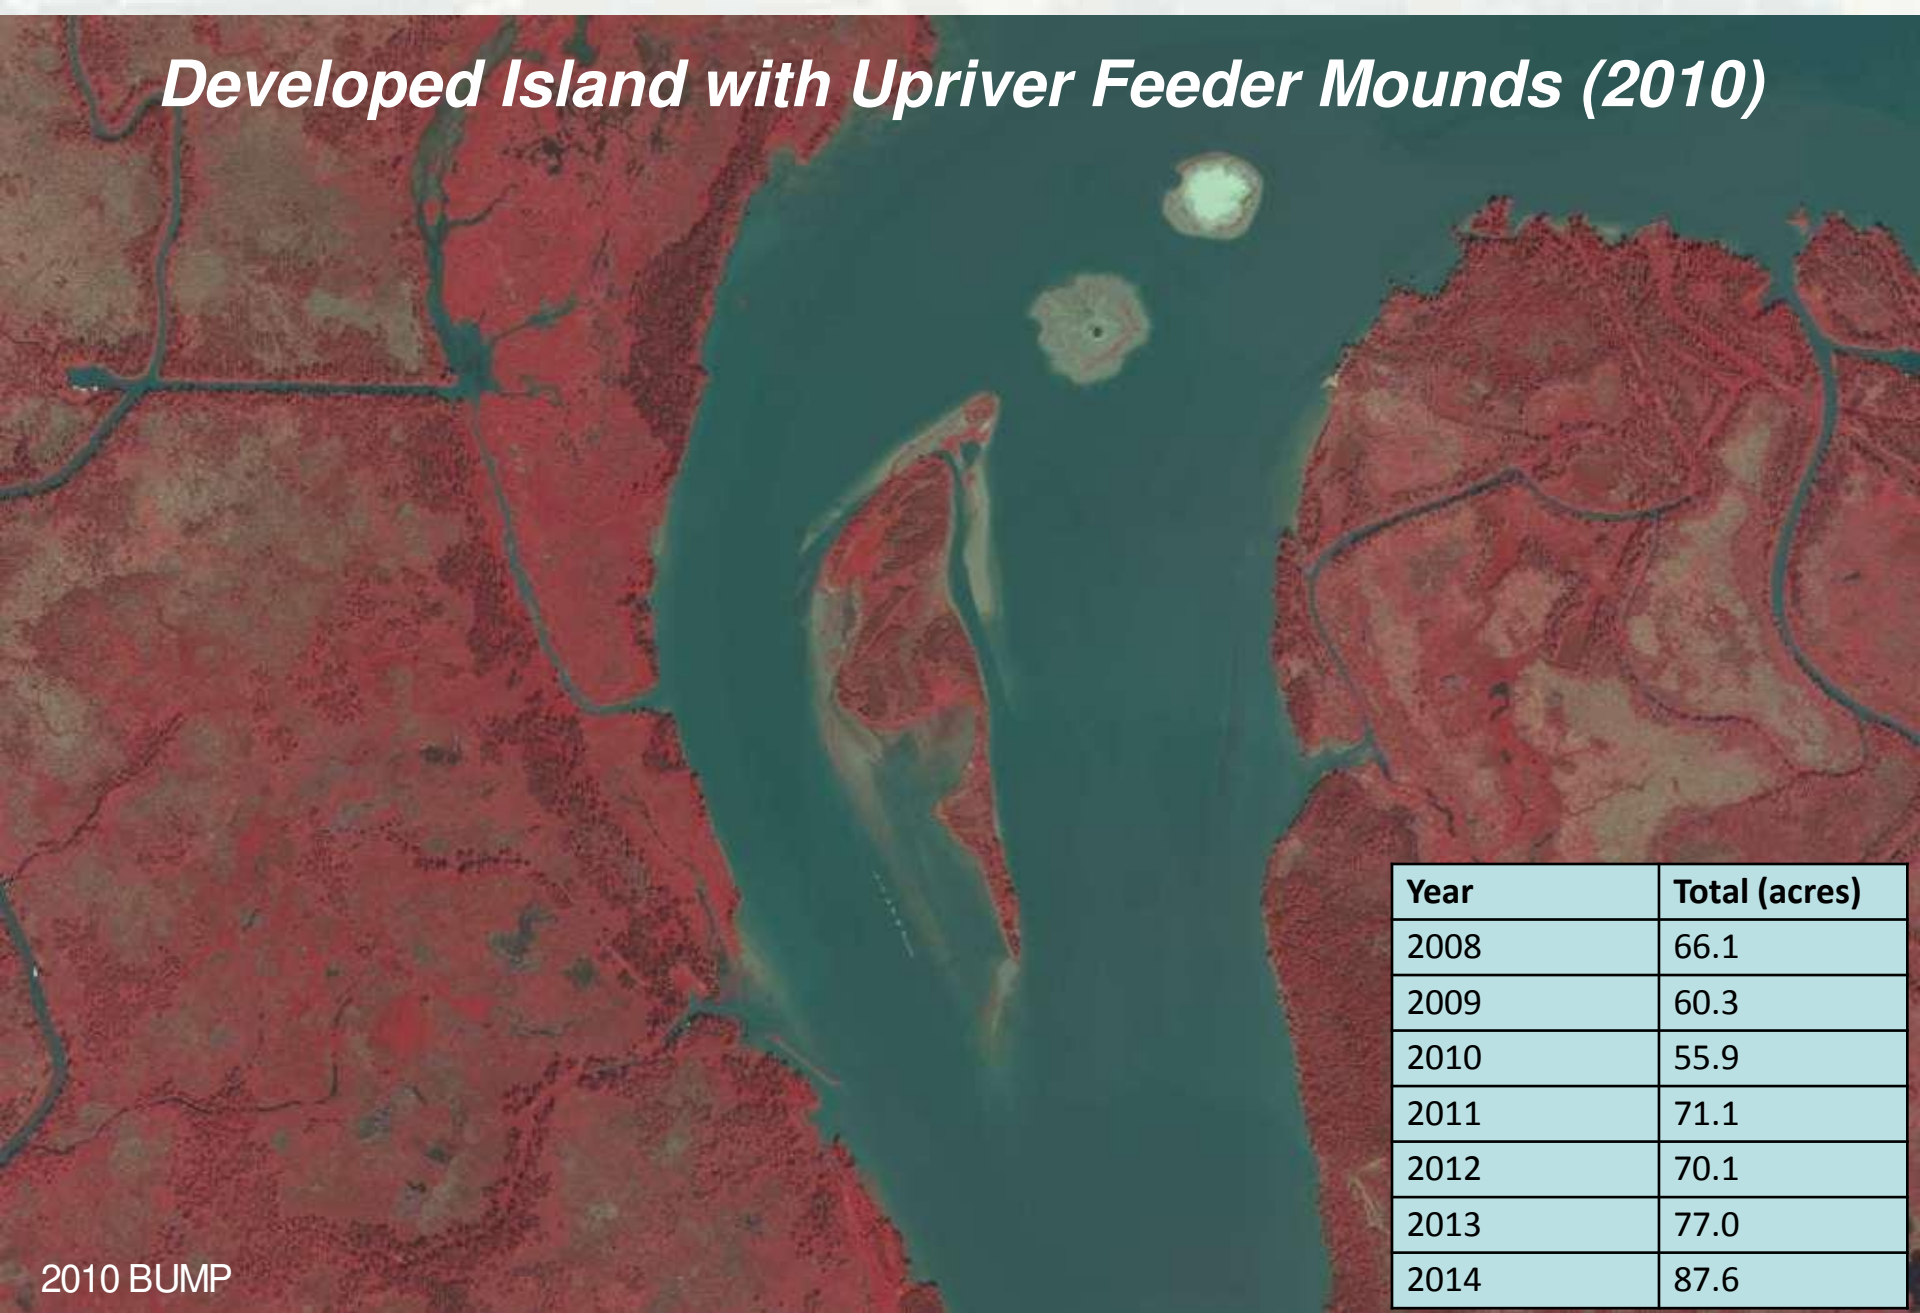 Developed Island with Upriver Feeder Mounds (2010)
Year Total (acres)
2008 66.1
2009 60.3
2010 55.9
2011 71.1
2012 70.1
2013 77.0
2014 87.6
2010 BUMP